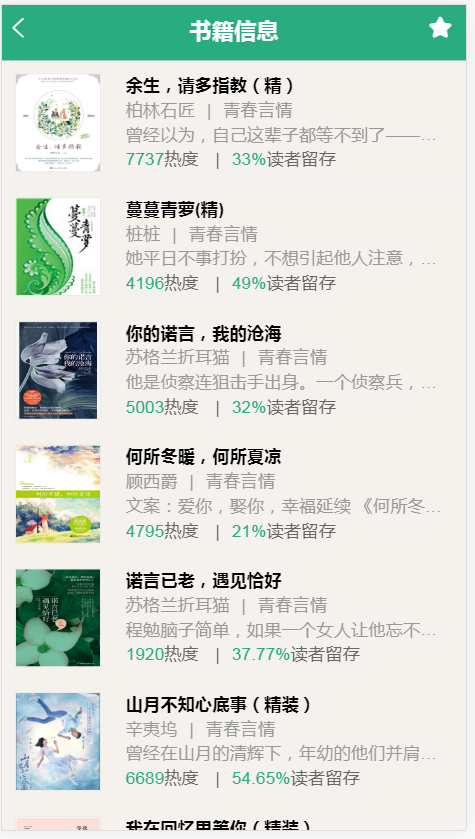 书籍信息
余生，请多指教（精）
柏林石匠 | 青春言情
曾经以为，自己这辈子都等不到了——...
7737热度 | 33%读者留存
蔓蔓青萝(精)
桩桩 | 青春言情
她平日不事打扮，不想引起他人注意，...
4196热度 | 49%读者留存
你的诺言，我的沧海
苏格兰折耳猫 | 青春言情
他是侦察连狙击手出身。一个侦察兵，...
5003热度 | 32%读者留存
何所冬暖，何所夏凉
顾西爵 | 青春言情
文案：爱你，娶你，幸福延续 《何所冬...
4795热度 | 21%读者留存
诺言已老，遇见恰好
苏格兰折耳猫 | 青春言情
程勉脑子简单，如果一个女人让他忘不...
1920热度 | 37.77%读者留存
山月不知心底事（精装）
辛夷坞 | 青春言情
曾经在山月的清辉下，年幼的他们并肩...
6689热度 | 54.65%读者留存
我在回忆里等你（精装）